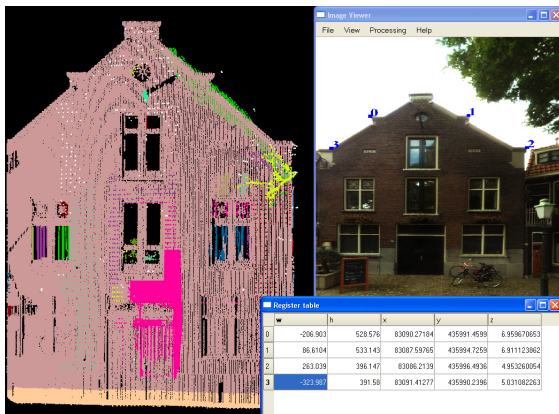 Image Viewer
File View Processing Help
0
1
3
2
Register table
w h x y z
0 -206.903 528.576 83090.27184 435991.4599 6.959670653
1 86.6104 533.143 83087.59765 435994.7259 6.911123862
2 263.039 396.147 83086.2139 435996.4936 4.953260054
3 -323.987 391.58 83091.41277 435990.2396 5.031082263